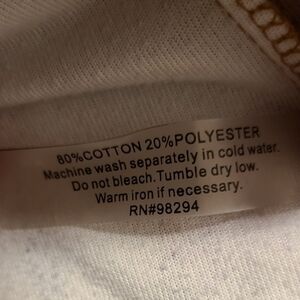 80%COTTON 20%POLYESTER
Machine wash separately in cold water.
Do not bleach.Tumble dry low.
Warm iron if necessary.
RN#98294